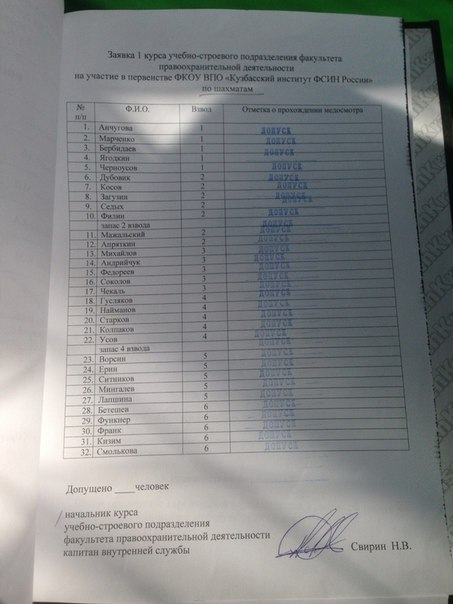 Заявка 1 курса учебно-строевого подразделения факультета
правоохранительной деятельности
на участие в первенстве ФКОУ ВПО «Кузбасский институт ФСИН России»
по шахматам
№ п/п Ф.И.О. Взвод Отметка о прохождении медосмотра
1. Анчугова 1 ДОПУСК
2. Марченко 1 ДОПУСК
3. Бербидаев 1 ДОПУСК
4. Ягодкин 1
5. Черноусов 1 ДОПУСК
6. Дубовик 2 ДОПУСК
7. Косов 2 ДОПУСК
8. Загузин 2 ДОПУСК
9. Седых 2 ДОПУСК
10. Филин 2 ДОПУСК
запас 2 взвода ДОПУСК
11. Мажальский 2 ДОПУСК
12. Апряткин 2 ДОПУСК
13. Михайлов 3 ДОПУСК
14. Андрийчук 3 ДОПУСК
15. Федореев 3 ДОПУСК
16. Соколов 3 ДОПУСК
17. Чекаль 3 ДОПУСК
18. Гусляков 4 ДОПУСК
19. Найманов 4 ДОПУСК
20. Старков 4 ДОПУСК
21. Колпаков 4 ДОПУСК
22. Усов 4 ДОПУСК
запас 4 взвода
23. Ворсин 5 ДОПУСК
24. Ерин 5 ДОПУСК
25. Ситников 5 ДОПУСК
26. Мингалев 5 ДОПУСК
27. Лапшина 5 ДОПУСК
28. Бетешев 6 ДОПУСК
29. Функнер 6 ДОПУСК
30. Франк 6 ДОПУСК
31. Кизим 6 ДОПУСК
32. Смолькова 6 ДОПУСК
Допущено ____человек
начальник курса
учебно-строевого подразделения
факультета правоохранительной деятельности
капитан внутренней службы Свирин Н.В.